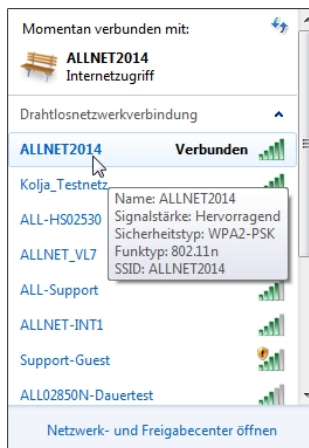 Momentan verbunden mit:
ALLNET2014
Internetzugriff
Drahtlosnetzwerkverbindung
ALLNET2014 Verbunden
Kolja_Testnetz
Name: ALLNET2014
Signalstärke: Hervorragend
Sicherheitstyp: WPA2-PSK
Funktyp: 802.11n
SSID: ALLNET2014
ALL-HS02530
ALLNET_VL7
ALL-Support
ALLNET-INT1
Support-Guest
ALL02850N-Dauertest
Netzwerk- und Freigabecenter öffnen